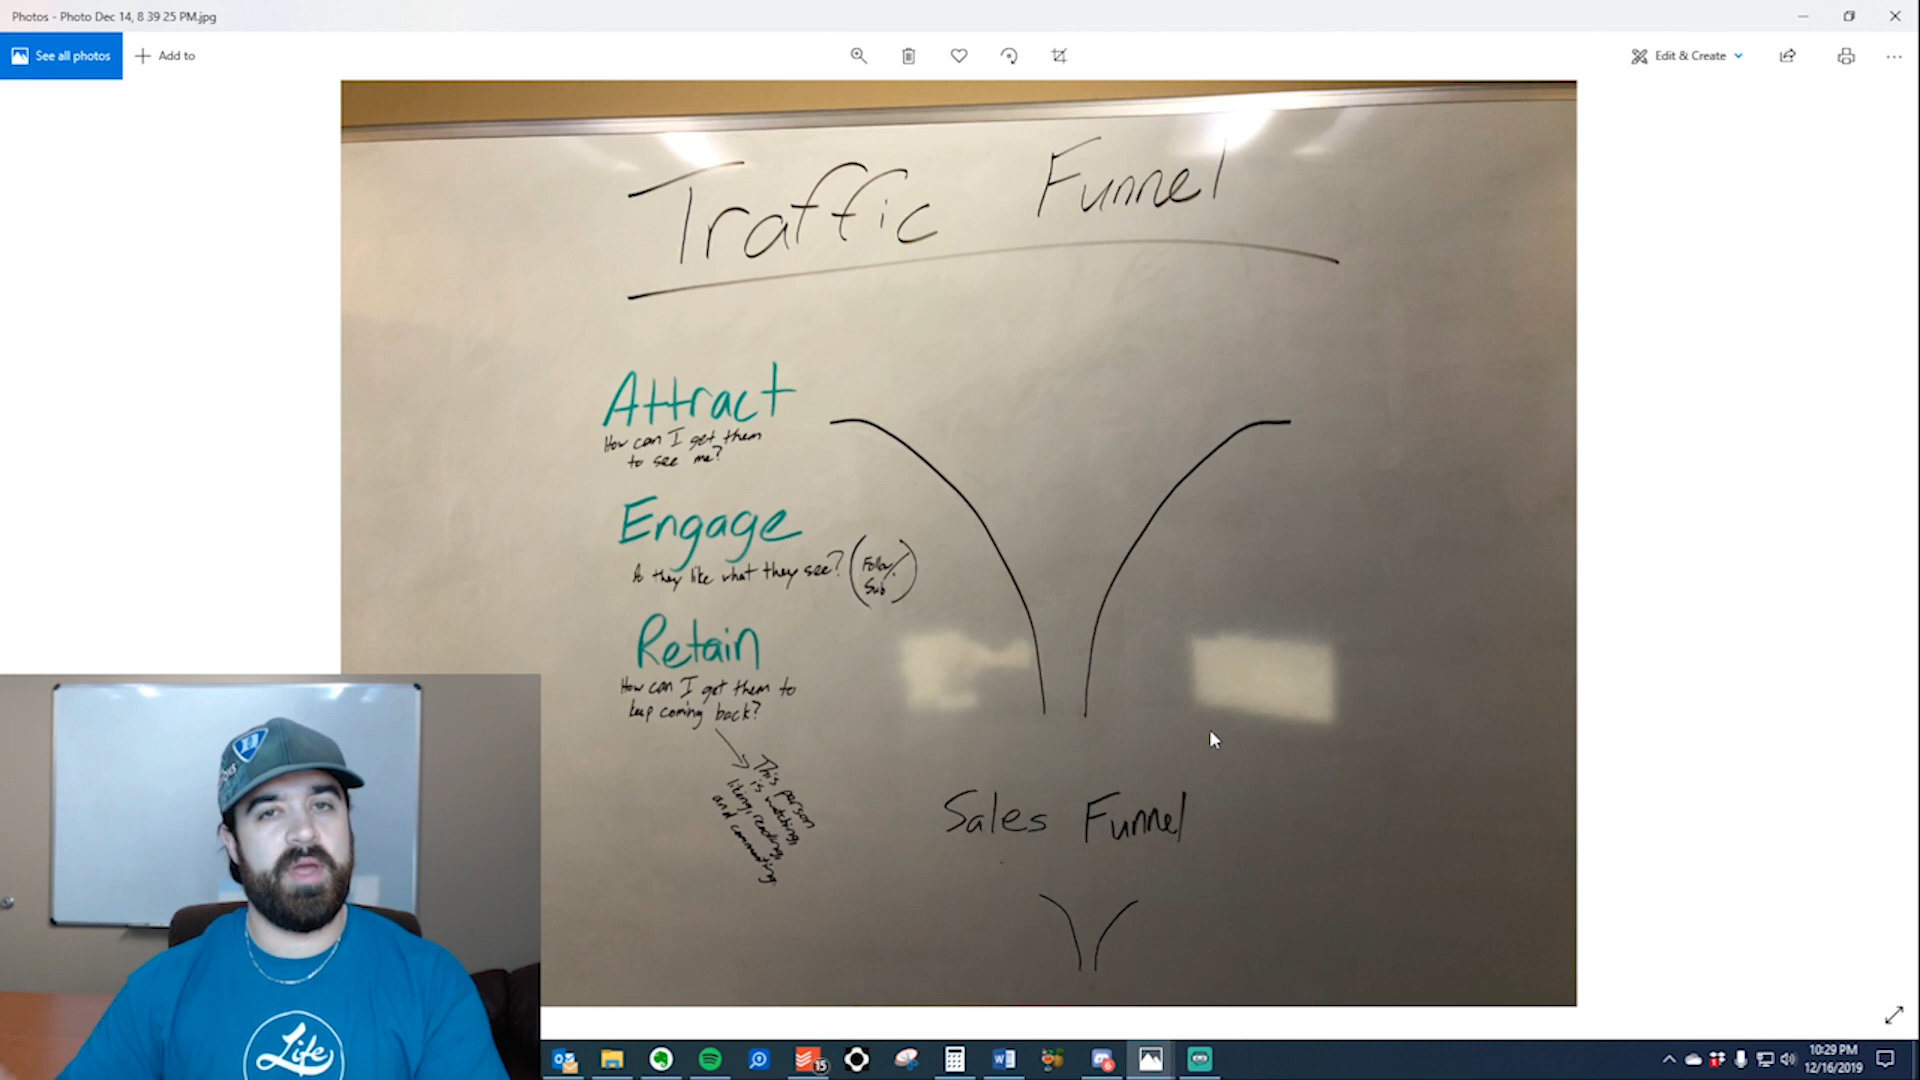 Photos - Photo Dec 14, 8 39 25 PM.jpg
See all photos
Add to
Edit & Create
Traffic Funnel
Attract
How can I get them
to see me?
Engage
Do they like what they see? (Follow/
Sub)
Retain
How can I get them to
keep coming back?
This person
is watching,
liking, reading,
and commenting.
Sales Funnel
Life
15
10:29 PM
12/16/2019